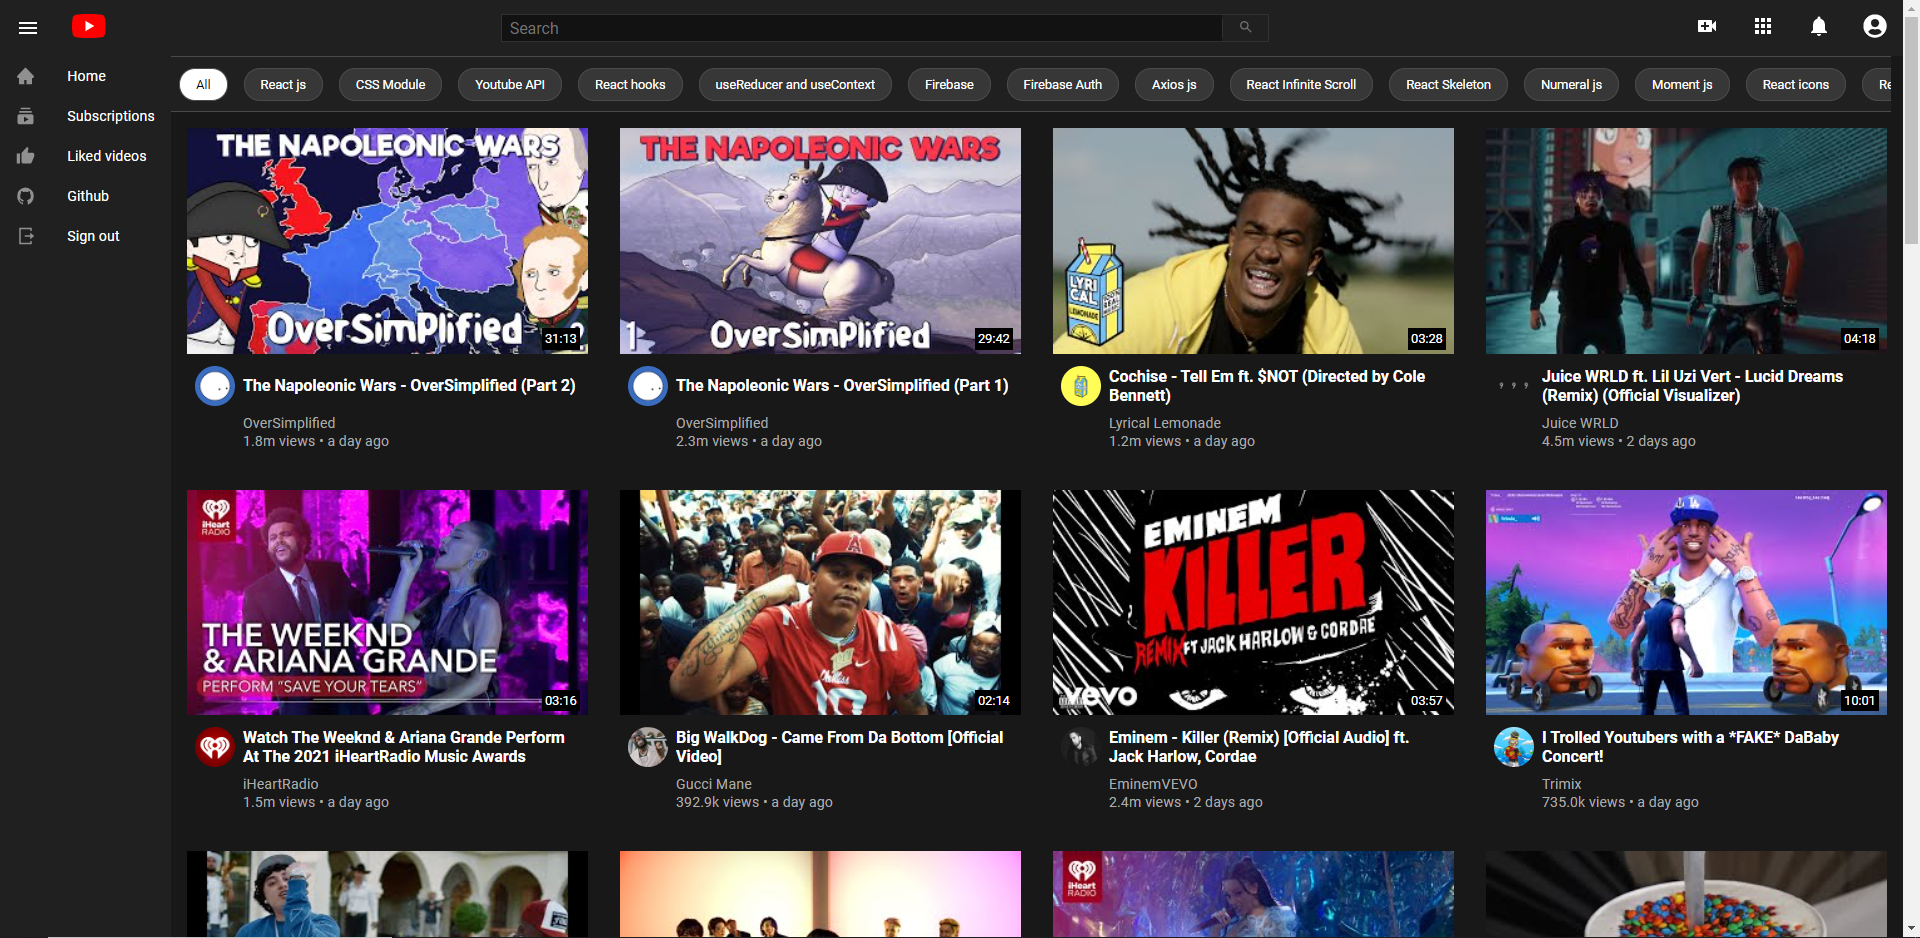 Search
Home
Subscriptions
Liked videos
Github
Sign out
All
React js
CSS Module
Youtube API
React hooks
useReducer and useContext
Firebase
Firebase Auth
Axios js
React Infinite Scroll
React Skeleton
Numeral js
Moment js
React icons
Re
THE NAPOLEONIC WARS
OverSimplified
31:13
The Napoleonic Wars - OverSimplified (Part 2)
OverSimplified
1.8m views • a day ago
THE NAPOLEONIC WARS
1
OverSimplified
29:42
The Napoleonic Wars - OverSimplified (Part 1)
OverSimplified
2.3m views • a day ago
LYRI
CAL
LEMONADE
03:28
Cochise - Tell Em ft. $NOT (Directed by Cole
Bennett)
Lyrical Lemonade
1.2m views • a day ago
04:18
Juice WRLD ft. Lil Uzi Vert - Lucid Dreams
(Remix) (Official Visualizer)
Juice WRLD
4.5m views • 2 days ago
iHeart
RADIO
THE WEEKND
& ARIANA GRANDE
PERFORM "SAVE YOUR TEARS"
03:16
Watch The Weeknd & Ariana Grande Perform
At The 2021 iHeartRadio Music Awards
iHeartRadio
1.5m views • a day ago
A
10
02:14
Big WalkDog - Came From Da Bottom [Official
Video]
Gucci Mane
392.9k views • a day ago
EMINEM
KILLER
REMIX FT JACK HARLOW & CORDAE
vevo
03:57
Eminem - Killer (Remix) [Official Audio] ft.
Jack Harlow, Cordae
EminemVEVO
2.4m views • 2 days ago
10:01
I Trolled Youtubers with a *FAKE* DaBaby
Concert!
Trimix
735.0k views • a day ago
iHeart
RADIO